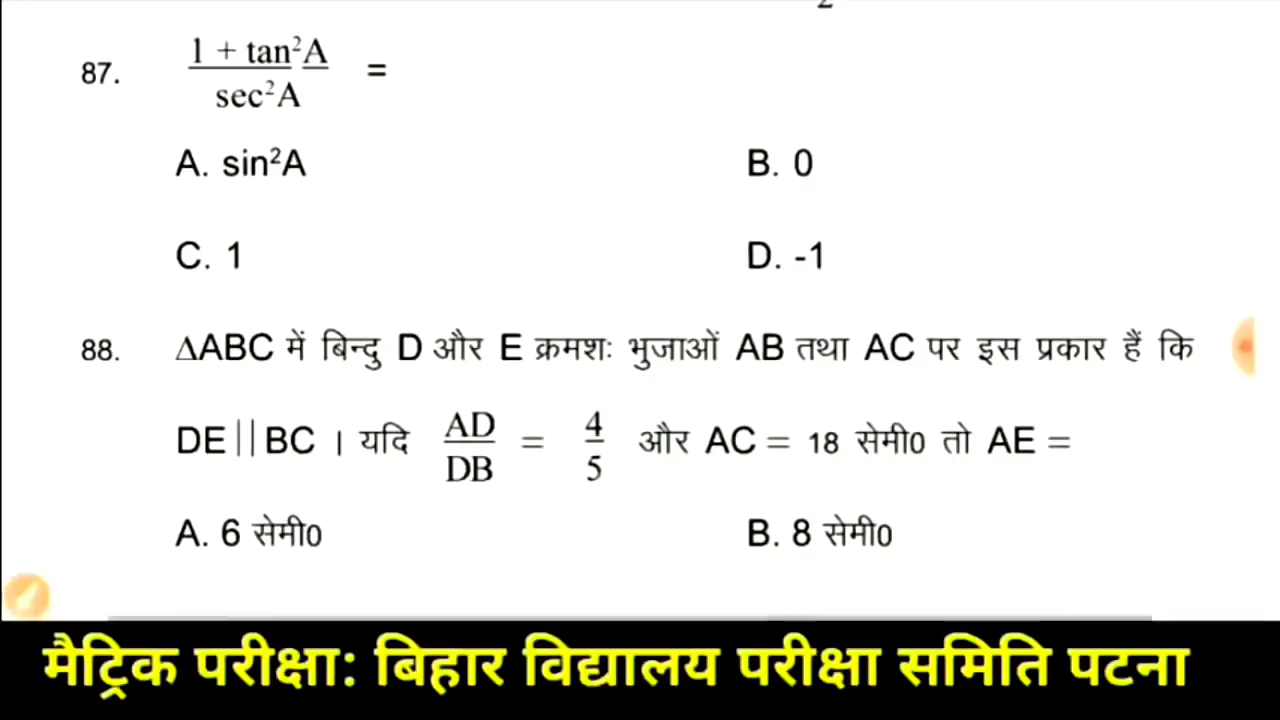 87. 1 + tan²A / sec²A =
A. sin²A B. 0
C. 1 D. -1
88. ΔABC में बिन्दु D और E क्रमशः भुजाओं AB तथा AC पर इस प्रकार हैं कि
DE||BC । यदि AD/DB = 4/5 और AC = 18 सेमी0 तो AE =
A. 6 सेमी0 B. 8 सेमी0
मैट्रिक परीक्षा: बिहार विद्यालय परीक्षा समिति पटना